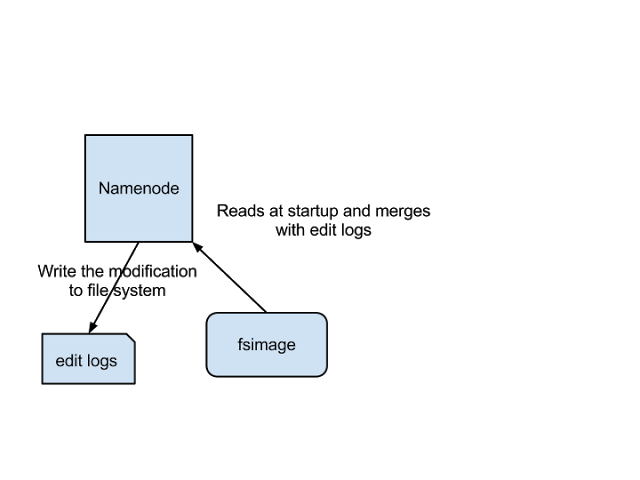 Namenode
Reads at startup and merges
with edit logs
Write the modification
to file system
edit logs
fsimage